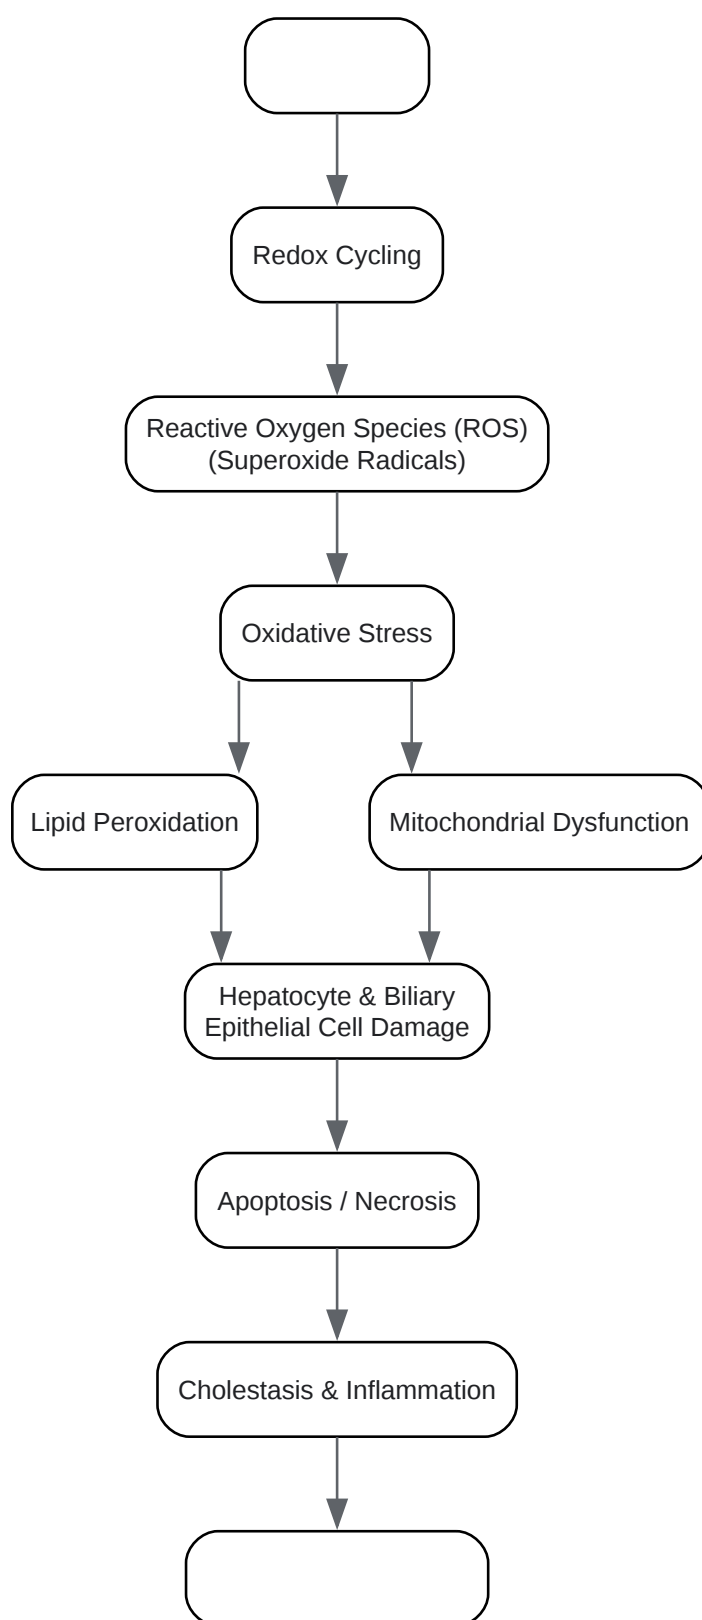 Redox Cycling
Reactive Oxygen Species (ROS)
(Superoxide Radicals)
Oxidative Stress
Lipid Peroxidation
Mitochondrial Dysfunction
Hepatocyte & Biliary
Epithelial Cell Damage
Apoptosis / Necrosis
Cholestasis & Inflammation